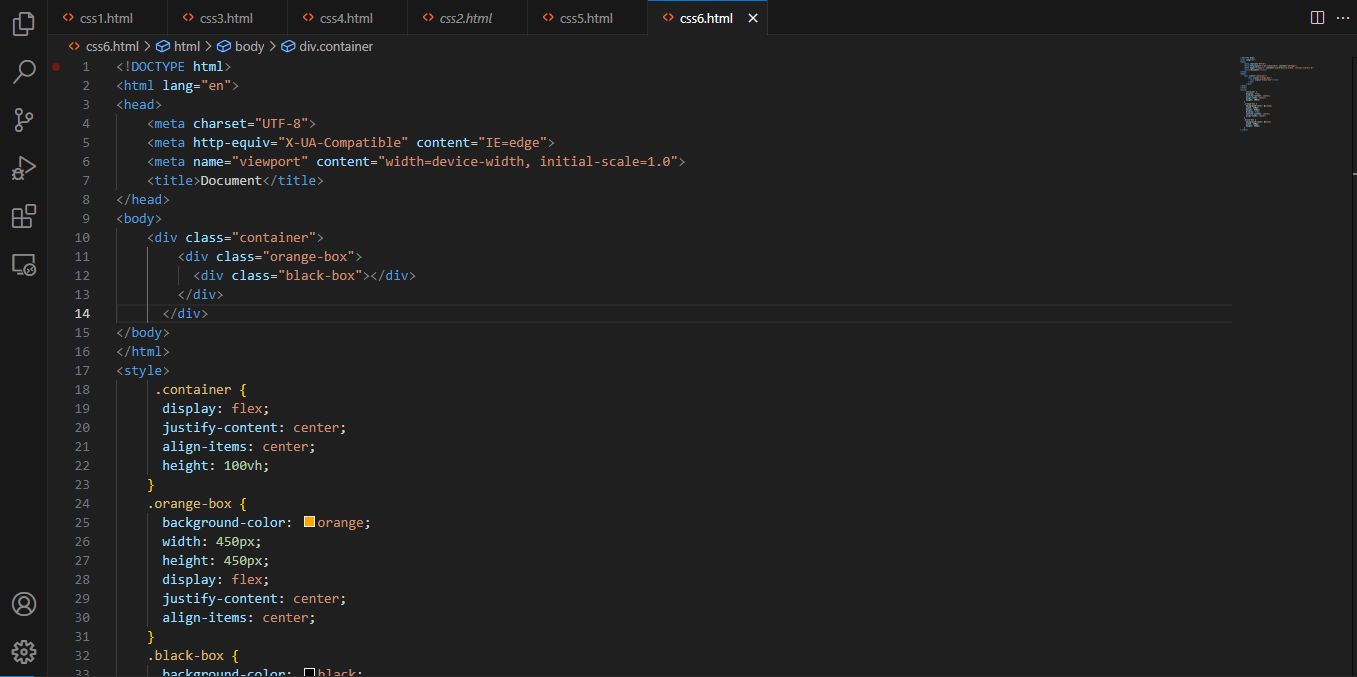 css1.html css3.html css4.html css2.html css5.html css6.html
css6.html > html > body > div.container
1 <!DOCTYPE html>
2 <html lang="en">
3 <head>
4 <meta charset="UTF-8">
5 <meta http-equiv="X-UA-Compatible" content="IE=edge">
6 <meta name="viewport" content="width=device-width, initial-scale=1.0">
7 <title>Document</title>
8 </head>
9 <body>
10 <div class="container">
11 <div class="orange-box">
12 <div class="black-box"></div>
13 </div>
14 </div>
15 </body>
16 </html>
17 <style>
18 .container {
19 display: flex;
20 justify-content: center;
21 align-items: center;
22 height: 100vh;
23 }
24 .orange-box {
25 background-color: orange;
26 width: 450px;
27 height: 450px;
28 display: flex;
29 justify-content: center;
30 align-items: center;
31 }
32 .black-box {
33 background-color: black;